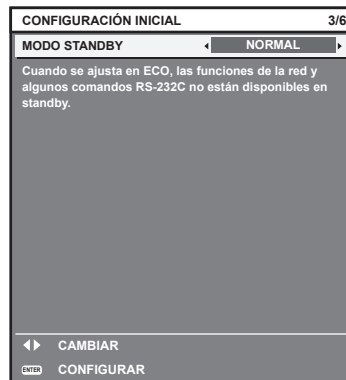 CONFIGURACIÓN INICIAL 3/6
MODO STANDBY NORMAL
Cuando se ajusta en ECO, las funciones de la red y
algunos comandos RS-232C no están disponibles en
standby.
CAMBIAR
ENTER CONFIGURAR